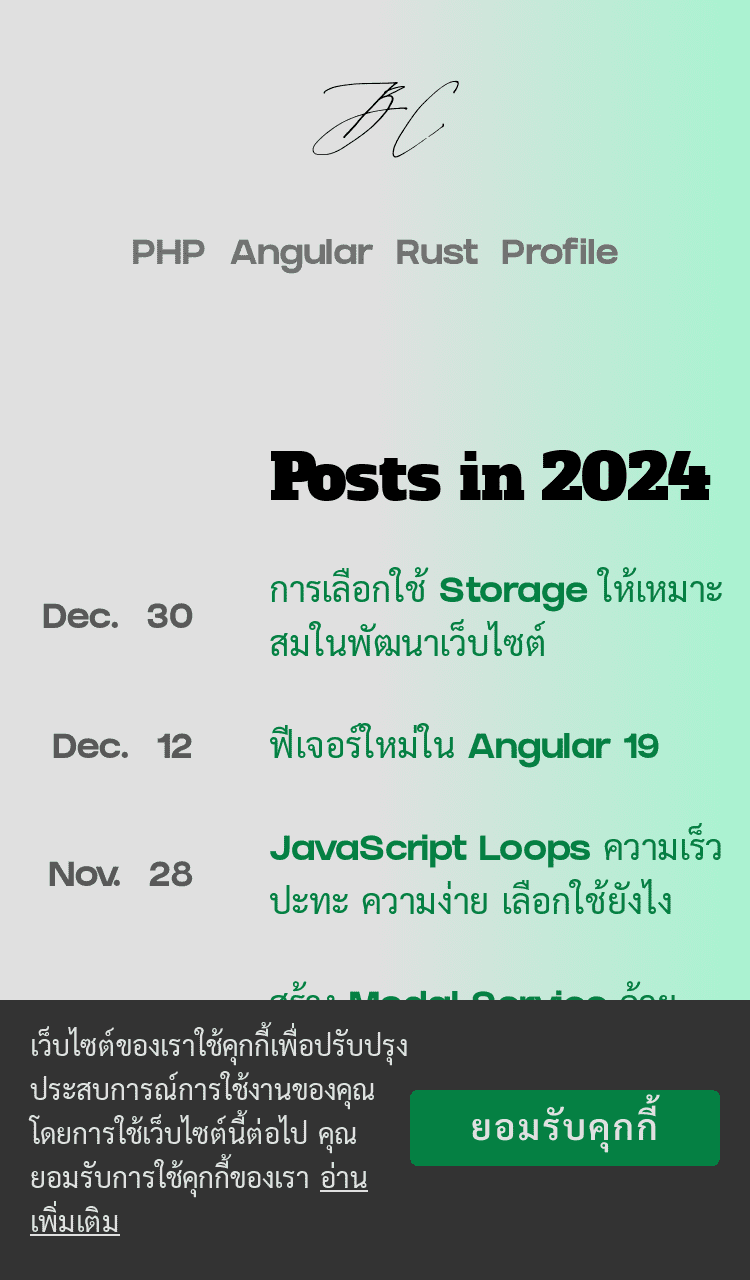 JBC
PHP Angular Rust Profile
Posts in 2024
Dec. 30
การเลือกใช้ Storage ให้เหมาะ
สมในพัฒนาเว็บไซต์
Dec. 12
ฟีเจอร์ใหม่ใน Angular 19
Nov. 28
JavaScript Loops ความเร็ว
ปะทะ ความง่าย เลือกใช้ยังไง
สร้าง Modal Service ด้วย
เว็บไซต์ของเราใช้คุกกี้เพื่อปรับปรุง
ประสบการณ์การใช้งานของคุณ
โดยการใช้เว็บไซต์นี้ต่อไป คุณ
ยอมรับการใช้คุกกี้ของเรา อ่าน
เพิ่มเติม
ยอมรับคุกกี้